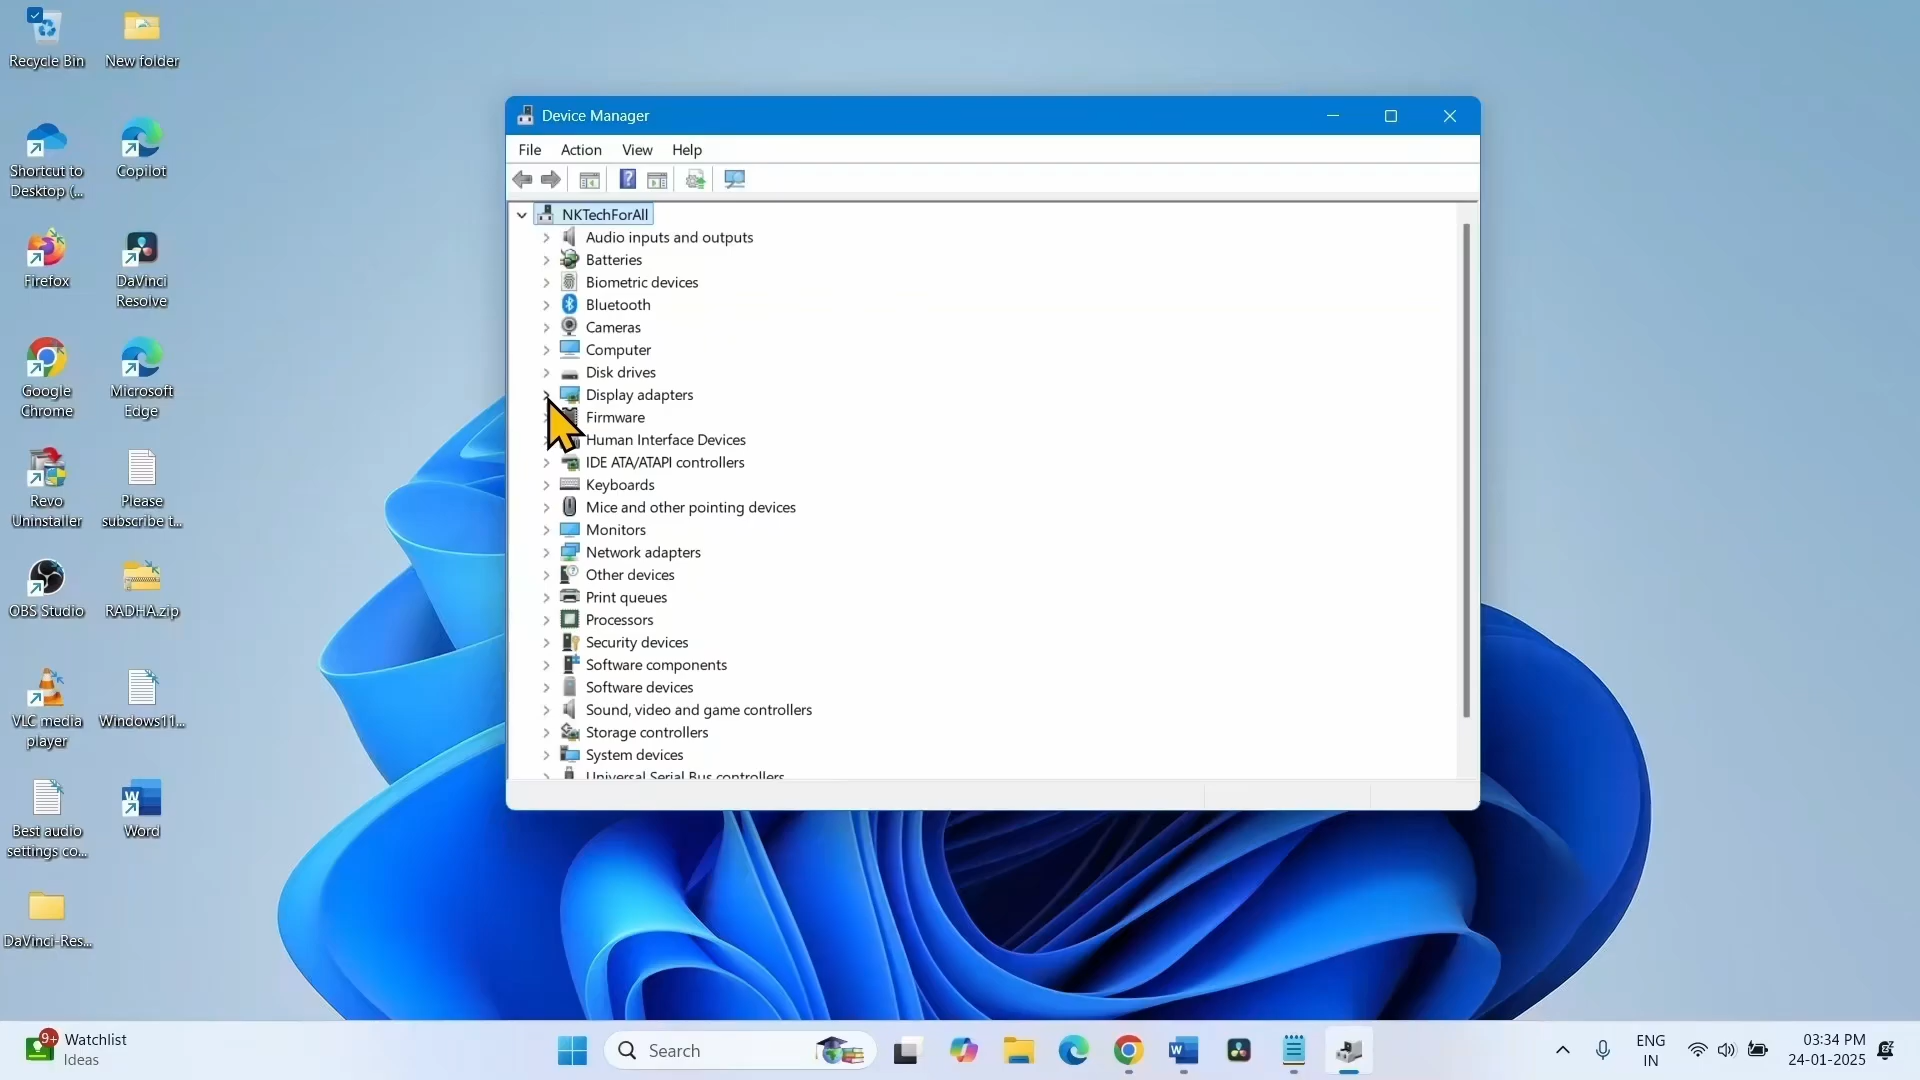 Recycle Bin
New folder
Shortcut to
Desktop (...
Copilot
Firefox
DaVinci
Resolve
Google
Chrome
Microsoft
Edge
Revo
Uninstaller
Please
subscribe t...
OBS Studio
RADHA.zip
VLC media
player
Windows11...
Best audio
settings co...
Word
DaVinci-Res...
Device Manager
File Action View Help
NKTechForAll
Audio inputs and outputs
Batteries
Biometric devices
Bluetooth
Cameras
Computer
Disk drives
Display adapters
Firmware
Human Interface Devices
IDE ATA/ATAPI controllers
Keyboards
Mice and other pointing devices
Monitors
Network adapters
Other devices
Print queues
Processors
Security devices
Software components
Software devices
Sound, video and game controllers
Storage controllers
System devices
Universal Serial Bus controllers
9+
Watchlist
Ideas
Search
ENG
IN
03:34 PM
24-01-2025